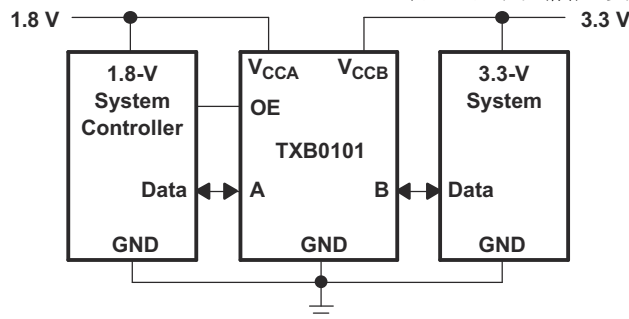 1.8 V
3.3 V
1.8-V
System
Controller
Data
GND
VCCA
VCCB
OE
TXB0101
A
B
GND
3.3-V
System
Data
GND